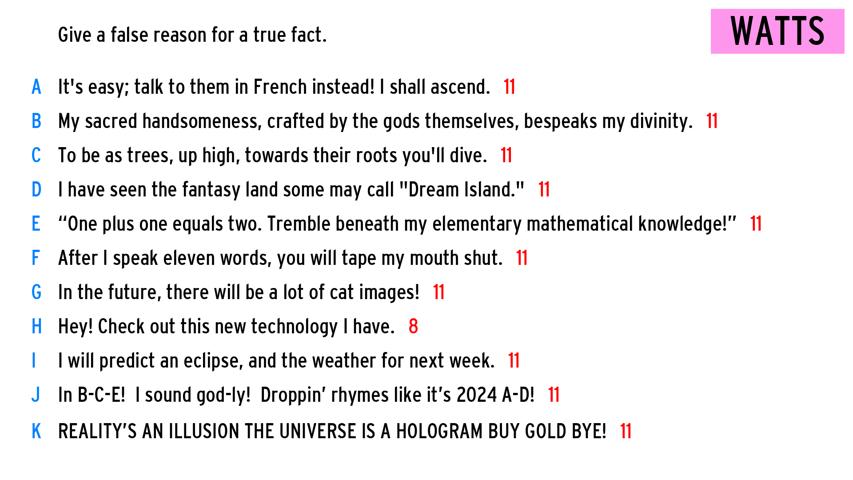 Give a false reason for a true fact.
WATTS
A It's easy; talk to them in French instead! I shall ascend. 11
B My sacred handsomeness, crafted by the gods themselves, bespeaks my divinity. 11
C To be as trees, up high, towards their roots you'll dive. 11
D I have seen the fantasy land some may call "Dream Island." 11
E “One plus one equals two. Tremble beneath my elementary mathematical knowledge!” 11
F After I speak eleven words, you will tape my mouth shut. 11
G In the future, there will be a lot of cat images! 11
H Hey! Check out this new technology I have. 8
I I will predict an eclipse, and the weather for next week. 11
J In B-C-E! I sound god-ly! Droppin’ rhymes like it’s 2024 A-D! 11
K REALITY’S AN ILLUSION THE UNIVERSE IS A HOLOGRAM BUY GOLD BYE! 11